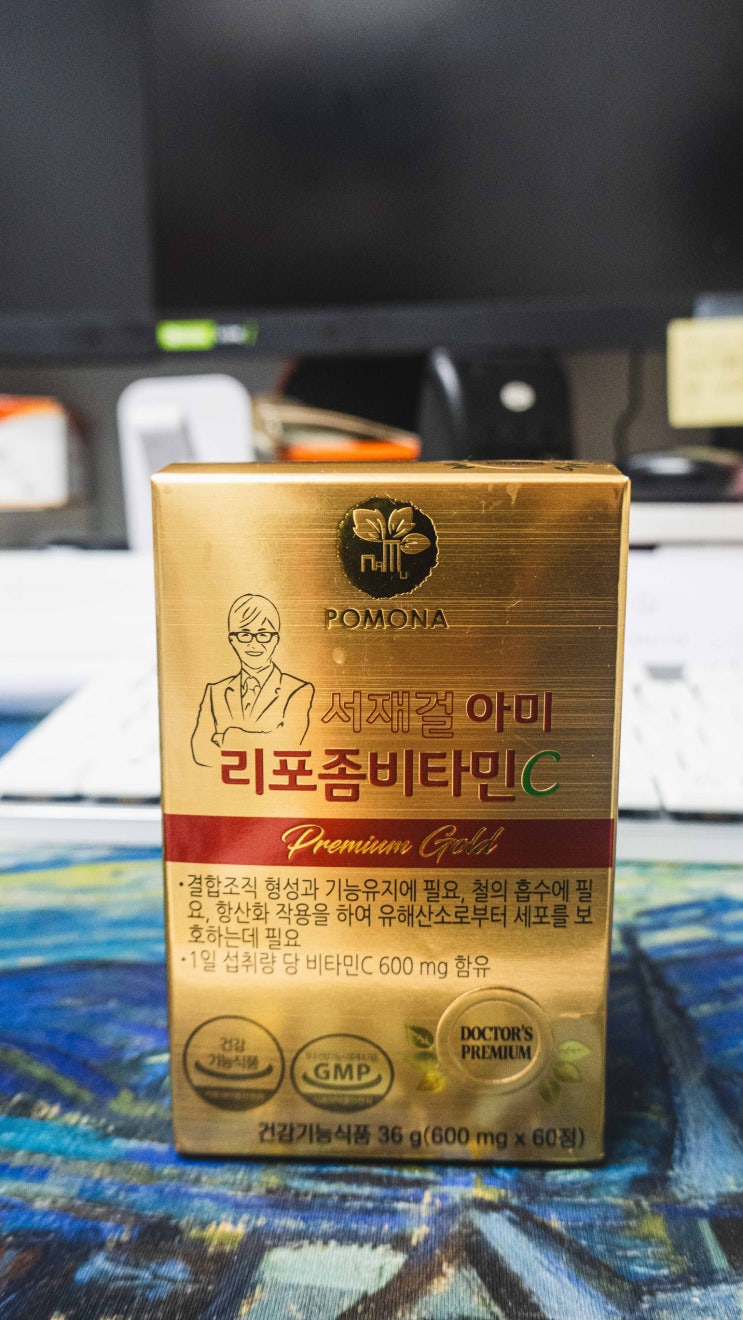 POMONA
서재걸 아미
리포좀비타민C
Premium Gold
•결합조직 형성과 기능유지에 필요, 철의 흡수에 필
요, 항산화 작용을 하여 유해산소로부터 세포를 보
호하는데 필요
•1일 섭취량 당 비타민C 600 mg 함유
DOCTOR'S
PREMIUM
건강
기능식품
GMP
건강기능식품 36 g(600 mg x 60정)